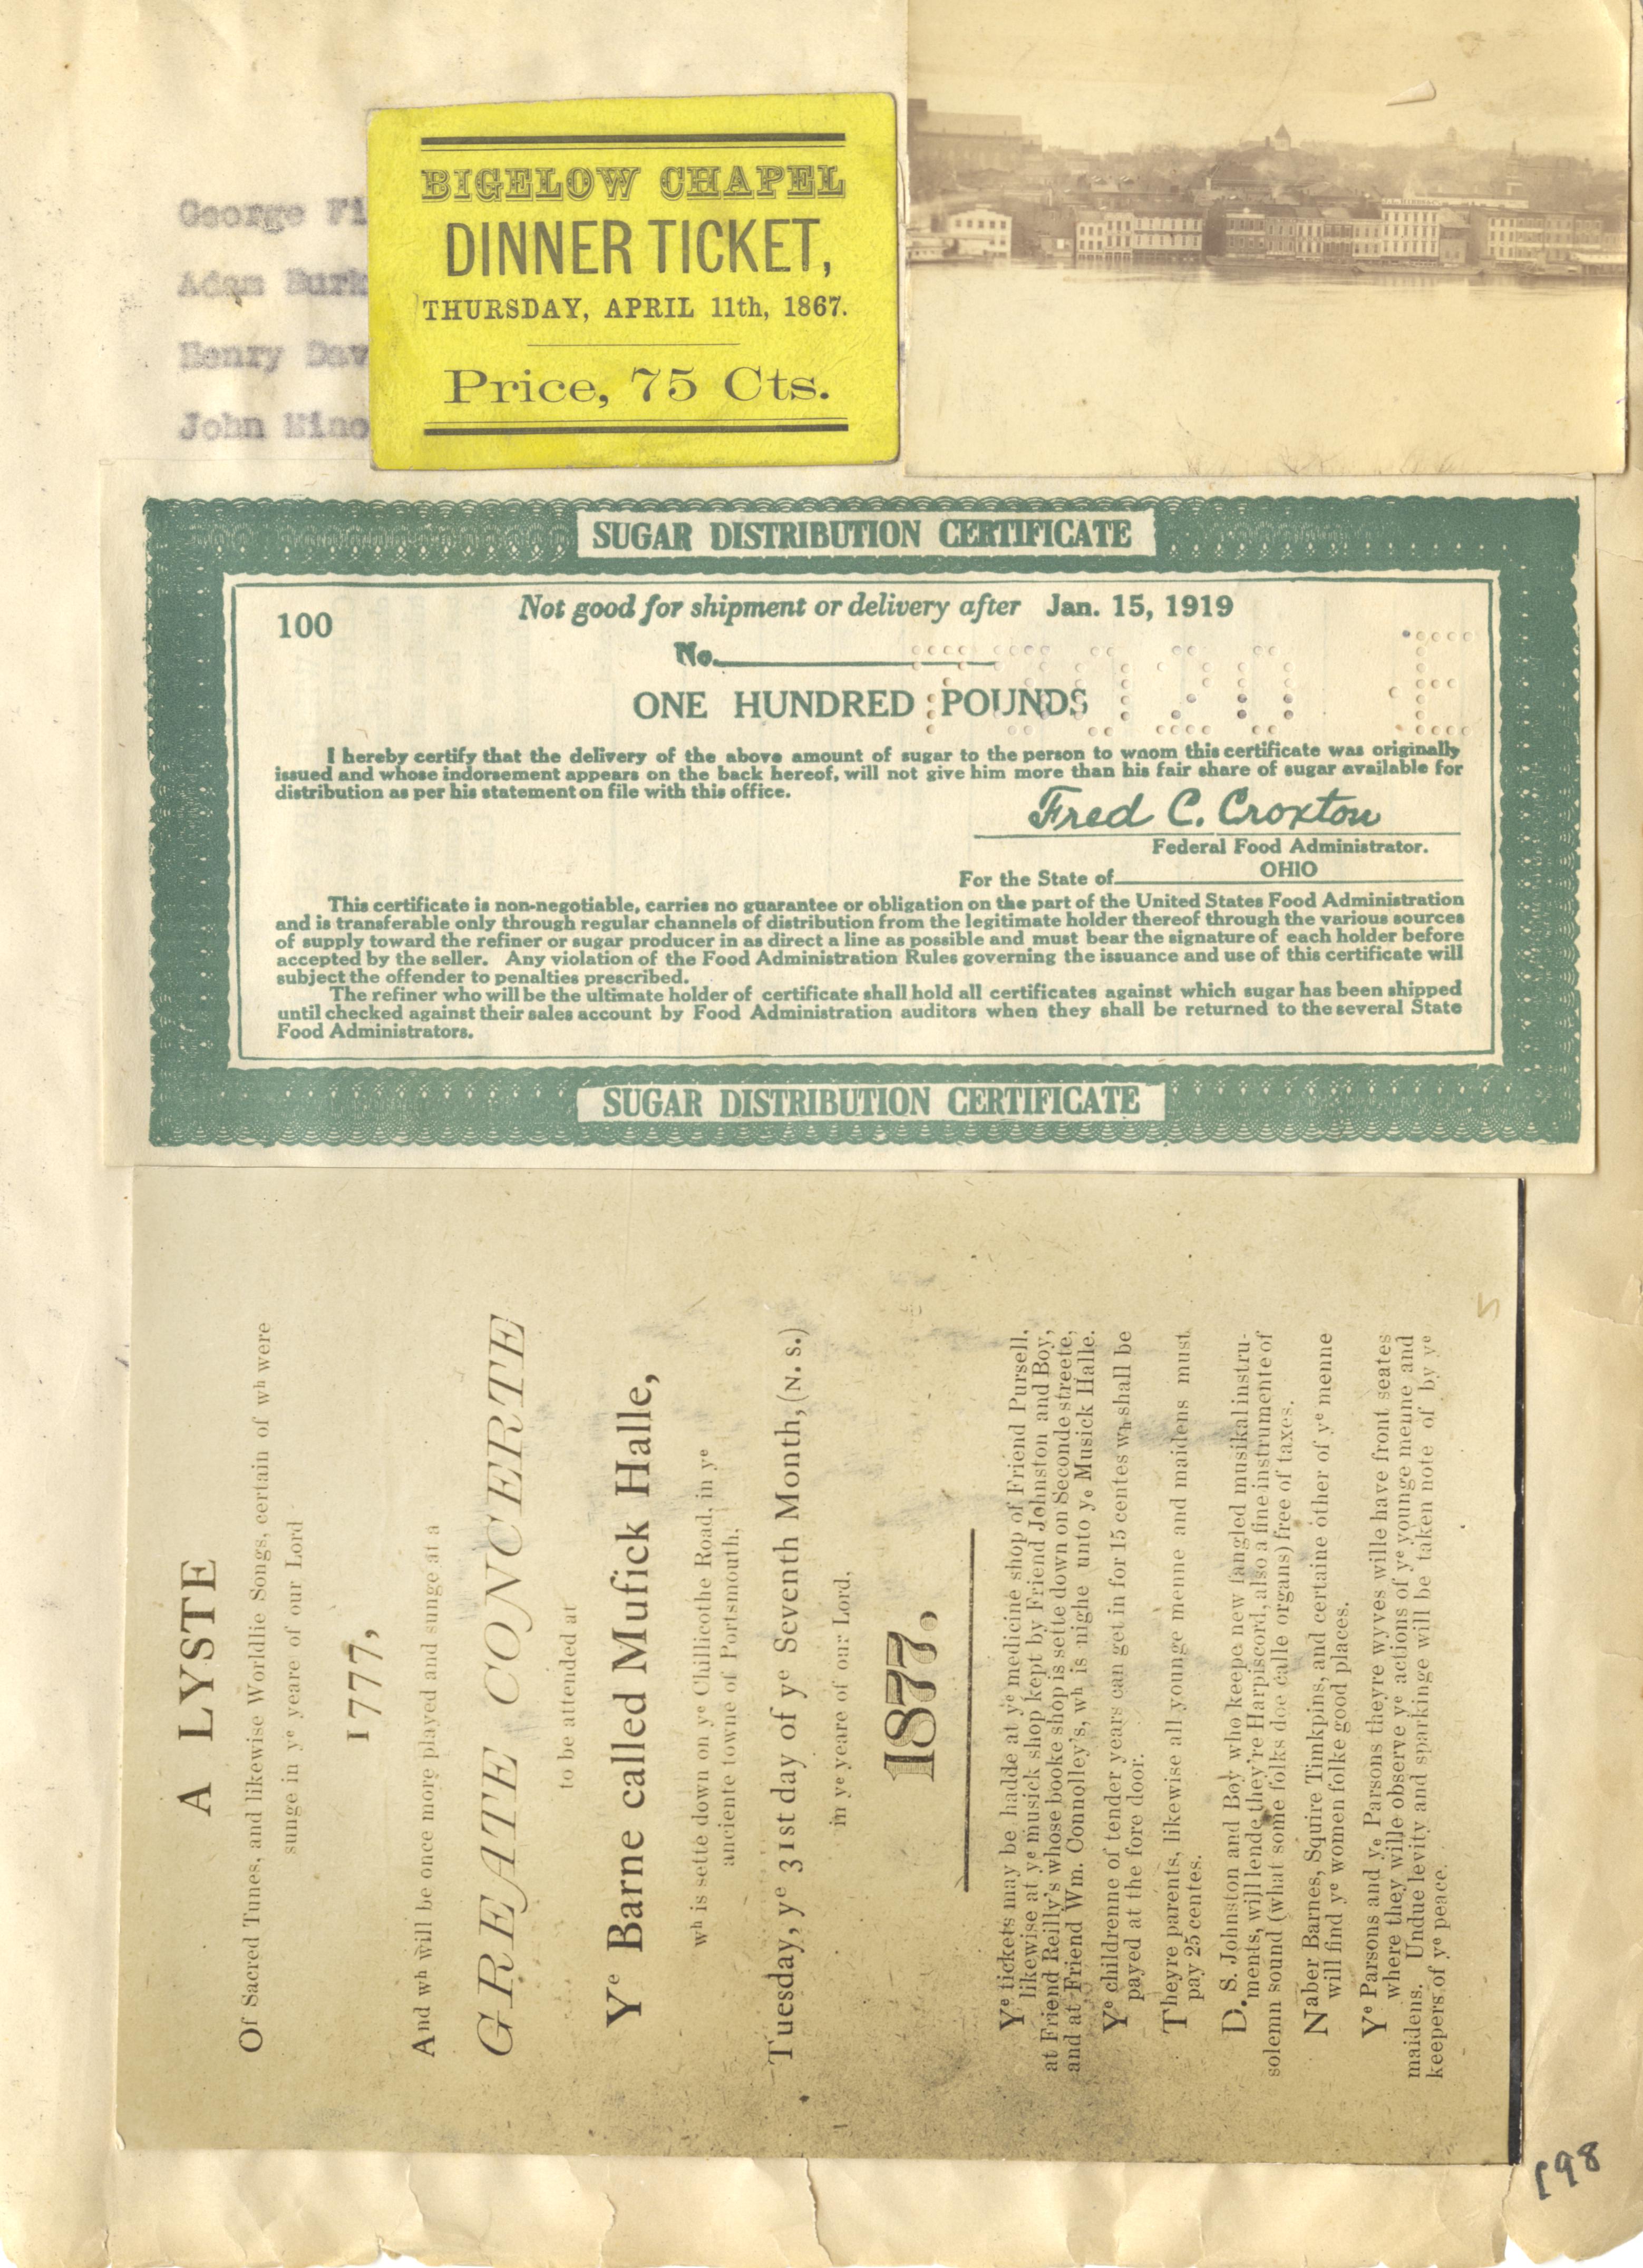 George Fi
Adam Burk
Henry Dav
John Mino
BIGELOW CHAPEL
DINNER TICKET,
THURSDAY, APRIL 11th, 1867.
Price, 75 Cts.
SUGAR DISTRIBUTION CERTIFICATE
100
Not good for shipment or delivery after Jan. 15, 1919
No.
ONE HUNDRED POUNDS
I hereby certify that the delivery of the above amount of sugar to the person to whom this certificate was originally
issued and whose indorsement appears on the back hereof, will not give him more than his fair share of sugar available for
distribution as per his statement on file with this office.
Fred C. Croxton
Federal Food Administrator.
For the State of OHIO
This certificate is non-negotiable, carries no guarantee or obligation on the part of the United States Food Administration
and is transferable only through regular channels of distribution from the legitimate holder thereof through the various sources
of supply toward the refiner or sugar producer in as direct a line as possible and must bear the signature of each holder before
accepted by the seller. Any violation of the Food Administration Rules governing the issuance and use of this certificate will
subject the offender to penalties prescribed.
The refiner who will be the ultimate holder of certificate shall hold all certificates against which sugar has been shipped
until checked against their sales account by Food Administration auditors when they shall be returned to the several State
Food Administrators.
SUGAR DISTRIBUTION CERTIFICATE
A LYSTE
Of Sacred Tunes, and likewise Worldlie Songs, certain of wh were
sunge in ye yeare of our Lord
1777,
And wh will be once more played and sunge at a
GREATE CONCERTE
to be attended at
Ye Barne called Mufick Halle,
wh is sette down on ye Chillicothe Road, in ye
anciente towne of Portsmouth,
Tuesday, ye 31st day of ye Seventh Month, (N. s.)
in ye yeare of our Lord,
1877.
Ye tickets may be hadde at ye medicine shop of Friend Pursell,
likewise at ye musick shop kept by Friend Johnston and Boy,
at Friend Reilly's whose booke shop is sette down on Seconde streete,
and at Friend Wm. Connolley's, wh is nighe unto ye Musick Halle.
Ye childrenne of tender years can get in for 15 centes wh shall be
payed at the fore door.
Theyre parents, likewise all younge menne and maidens must
pay 25 centes.
D. S. Johnston and Boy who keepe new fangled musikal instru-
ments, will lende they're Harpiscord, also a fine instrumente of
solemn sound (what some folks doe calle organs) free of taxes.
Naber Barnes, Squire Timkpins, and certaine other of ye menne
will find ye women folke good places.
Ye Parsons and ye Parsons theyre wyves wille have front seates
where they wille observe ye actions of ye younge menne and
maidens. Undue levity and sparkinge will be taken note of by ye
keepers of ye peace.
198